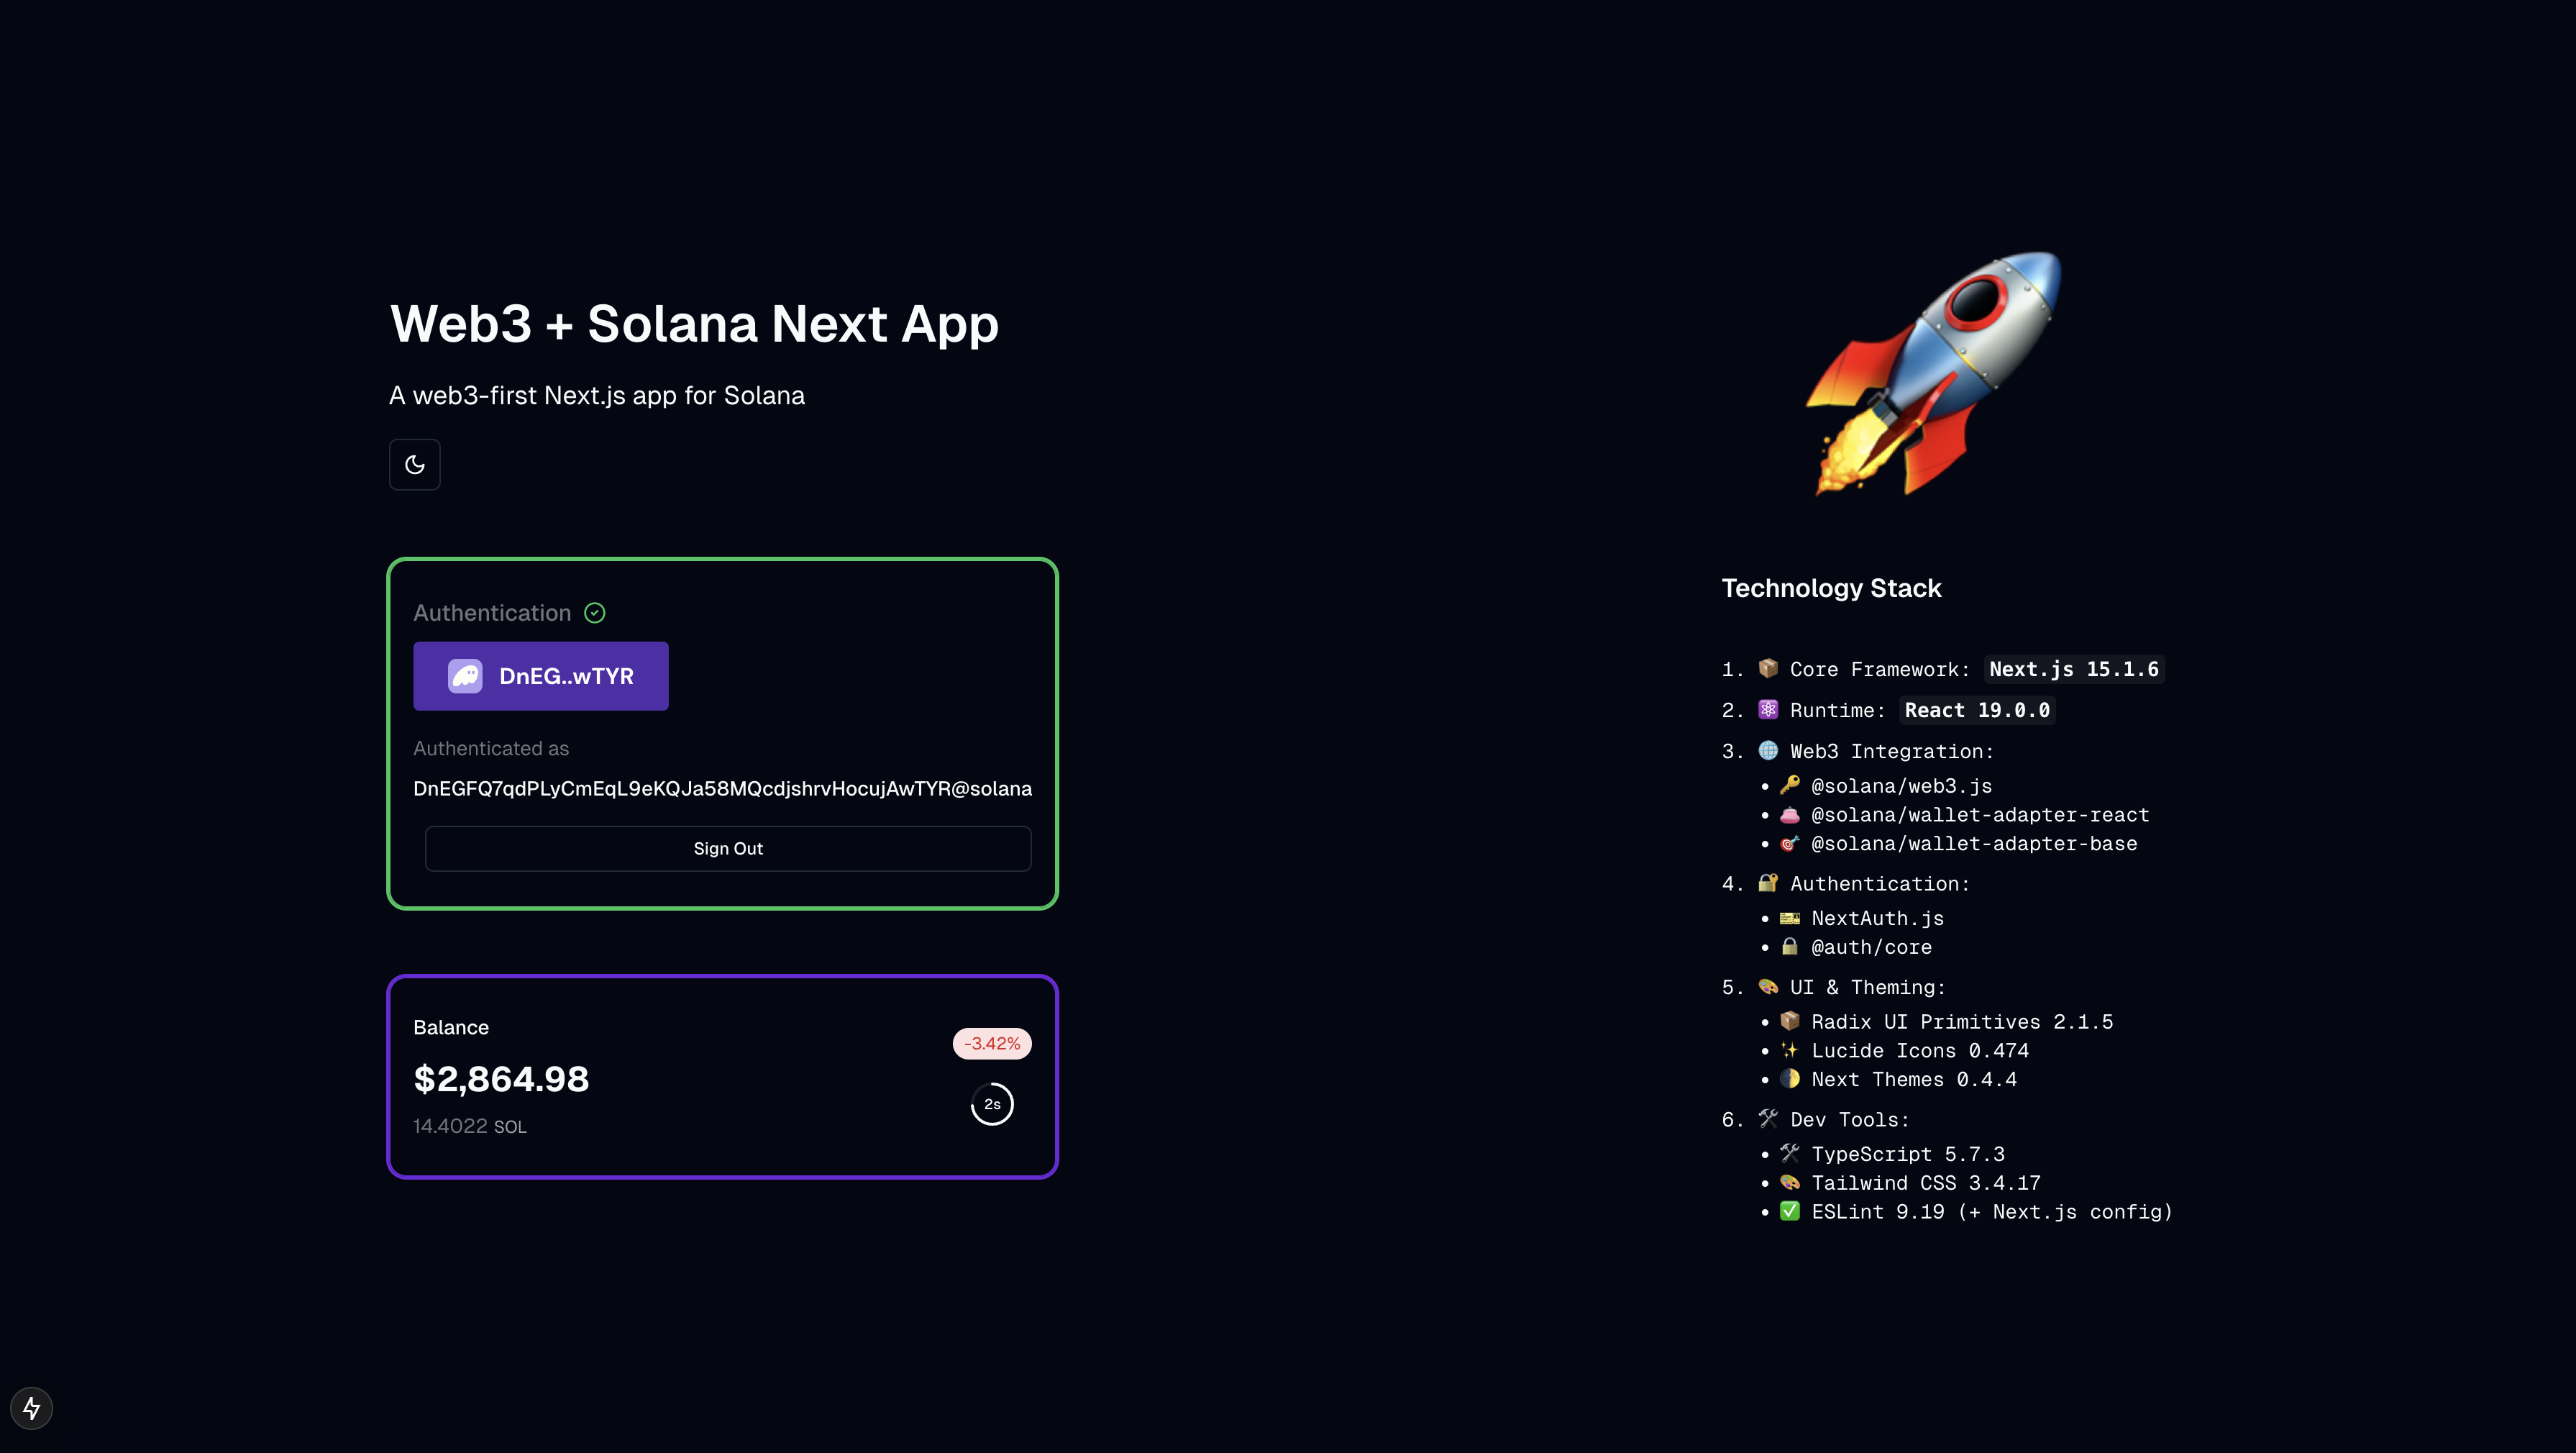 Web3 + Solana Next App
A web3-first Next.js app for Solana
Authentication
DnEG..wTYR
Authenticated as
DnEGFQ7qdPLyCmEqL9eKQJa58MQcdjshrvHocujAwTYR@solana
Sign Out
Balance
-3.42%
$2,864.98
2s
14.4022 SOL
Technology Stack
1. 📦 Core Framework: Next.js 15.1.6
2. ⚛️ Runtime: React 19.0.0
3. 🌐 Web3 Integration:
• 🔑 @solana/web3.js
• 👛 @solana/wallet-adapter-react
• 🎯 @solana/wallet-adapter-base
4. 🔐 Authentication:
• 🎫 NextAuth.js
• 🔒 @auth/core
5. 🎨 UI & Theming:
• 📦 Radix UI Primitives 2.1.5
• ✨ Lucide Icons 0.474
• 🌓 Next Themes 0.4.4
6. 🛠️ Dev Tools:
• 🛠️ TypeScript 5.7.3
• 🎨 Tailwind CSS 3.4.17
• ✅ ESLint 9.19 (+ Next.js config)